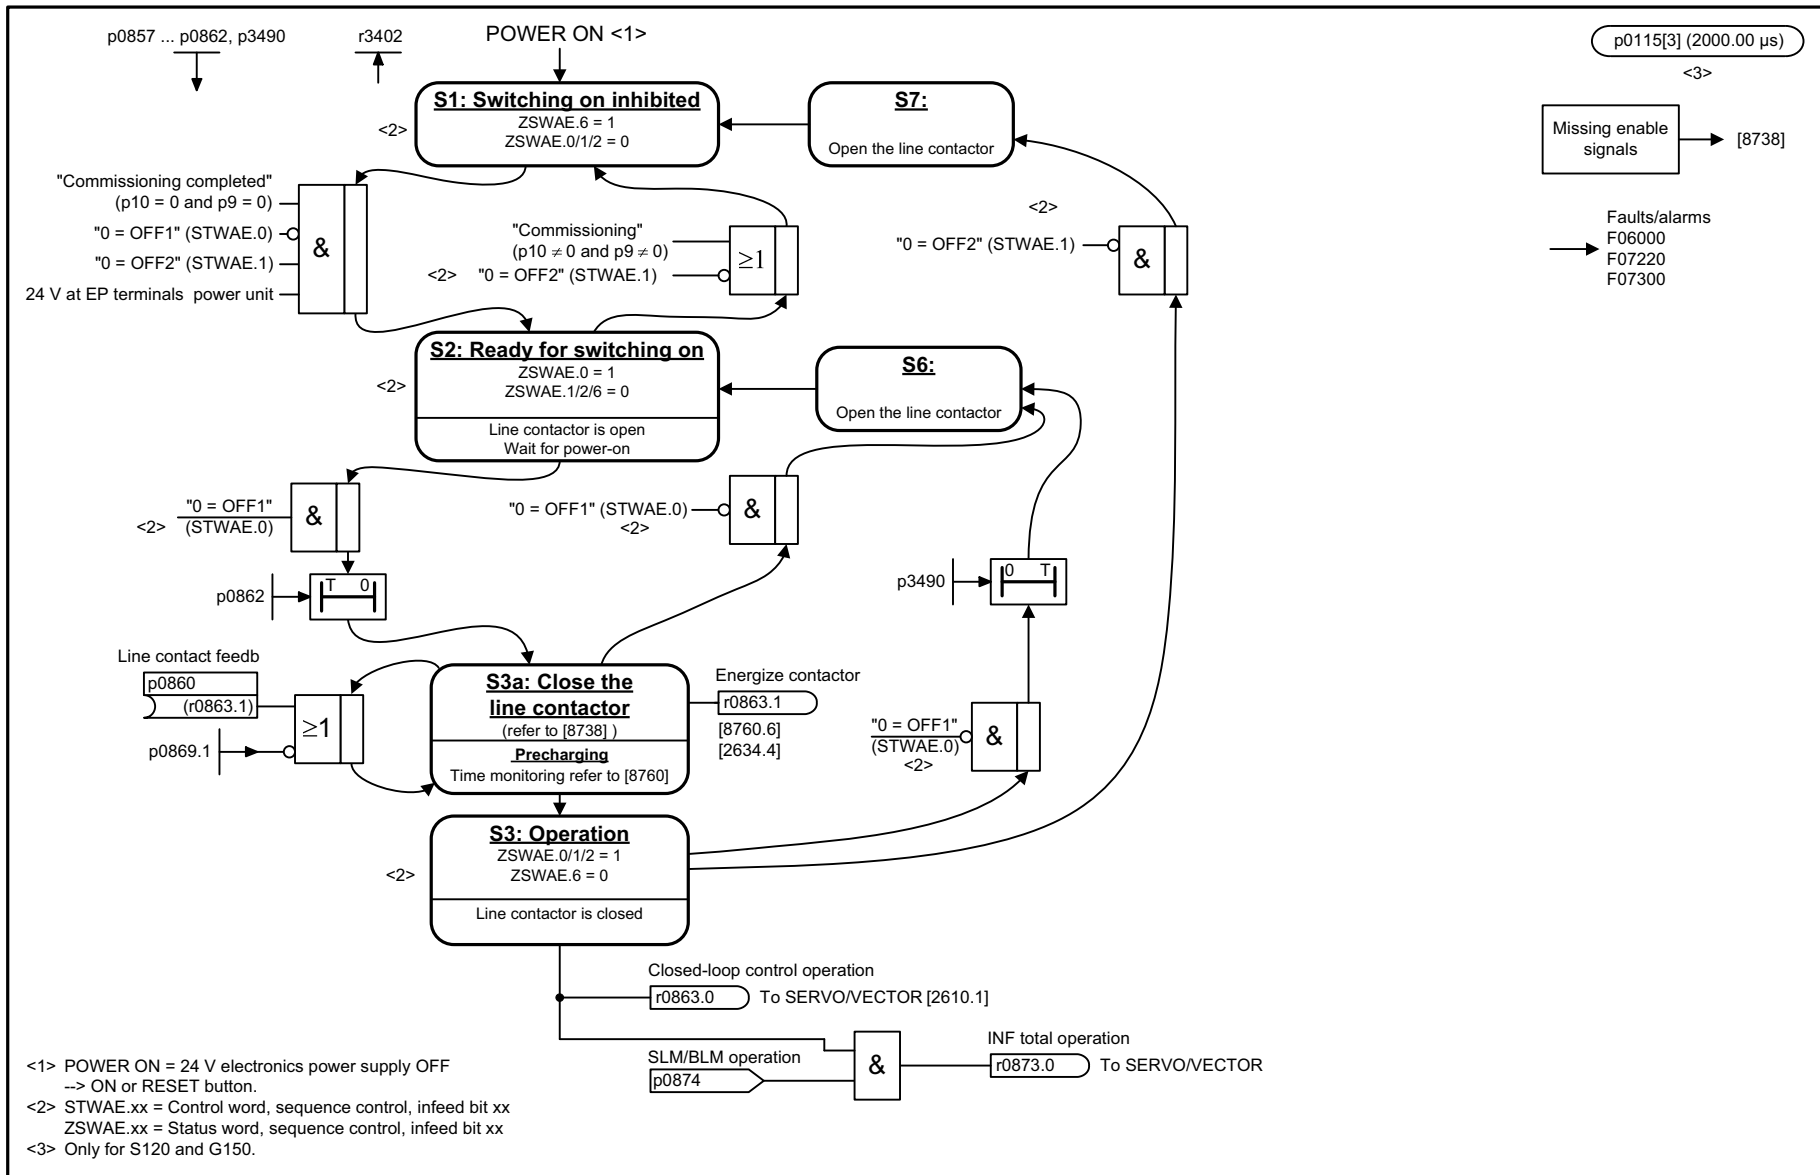 p0857 ... p0862, p3490
r3402
POWER ON <1>
p0115[3] (2000.00 µs)
<3>
S1: Switching on inhibited
ZSWAE.6 = 1
ZSWAE.0/1/2 = 0
<2>
S7:
Open the line contactor
Missing enable
signals
[8738]
"Commissioning completed"
(p10 = 0 and p9 = 0)
"0 = OFF1" (STWAE.0)
"0 = OFF2" (STWAE.1)
24 V at EP terminals power unit
&
"Commissioning"
(p10 ≠ 0 and p9 ≠ 0)
<2> "0 = OFF2" (STWAE.1)
≥1
<2>
"0 = OFF2" (STWAE.1)
&
Faults/alarms
F06000
F07220
F07300
S2: Ready for switching on
ZSWAE.0 = 1
ZSWAE.1/2/6 = 0
<2>
Line contactor is open
Wait for power-on
S6:
Open the line contactor
"0 = OFF1"
<2> (STWAE.0)
&
"0 = OFF1" (STWAE.0)
<2>
&
p0862
T 0
p3490
0 T
Line contact feedb
p0860
(r0863.1)
p0869.1
≥1
S3a: Close the
line contactor
(refer to [8738] )
Precharging
Time monitoring refer to [8760]
Energize contactor
r0863.1
[8760.6]
[2634.4]
"0 = OFF1"
(STWAE.0)
<2>
&
S3: Operation
ZSWAE.0/1/2 = 1
ZSWAE.6 = 0
<2>
Line contactor is closed
Closed-loop control operation
r0863.0 To SERVO/VECTOR [2610.1]
SLM/BLM operation
p0874
&
INF total operation
r0873.0 To SERVO/VECTOR
<1> POWER ON = 24 V electronics power supply OFF
--> ON or RESET button.
<2> STWAE.xx = Control word, sequence control, infeed bit xx
ZSWAE.xx = Status word, sequence control, infeed bit xx
<3> Only for S120 and G150.